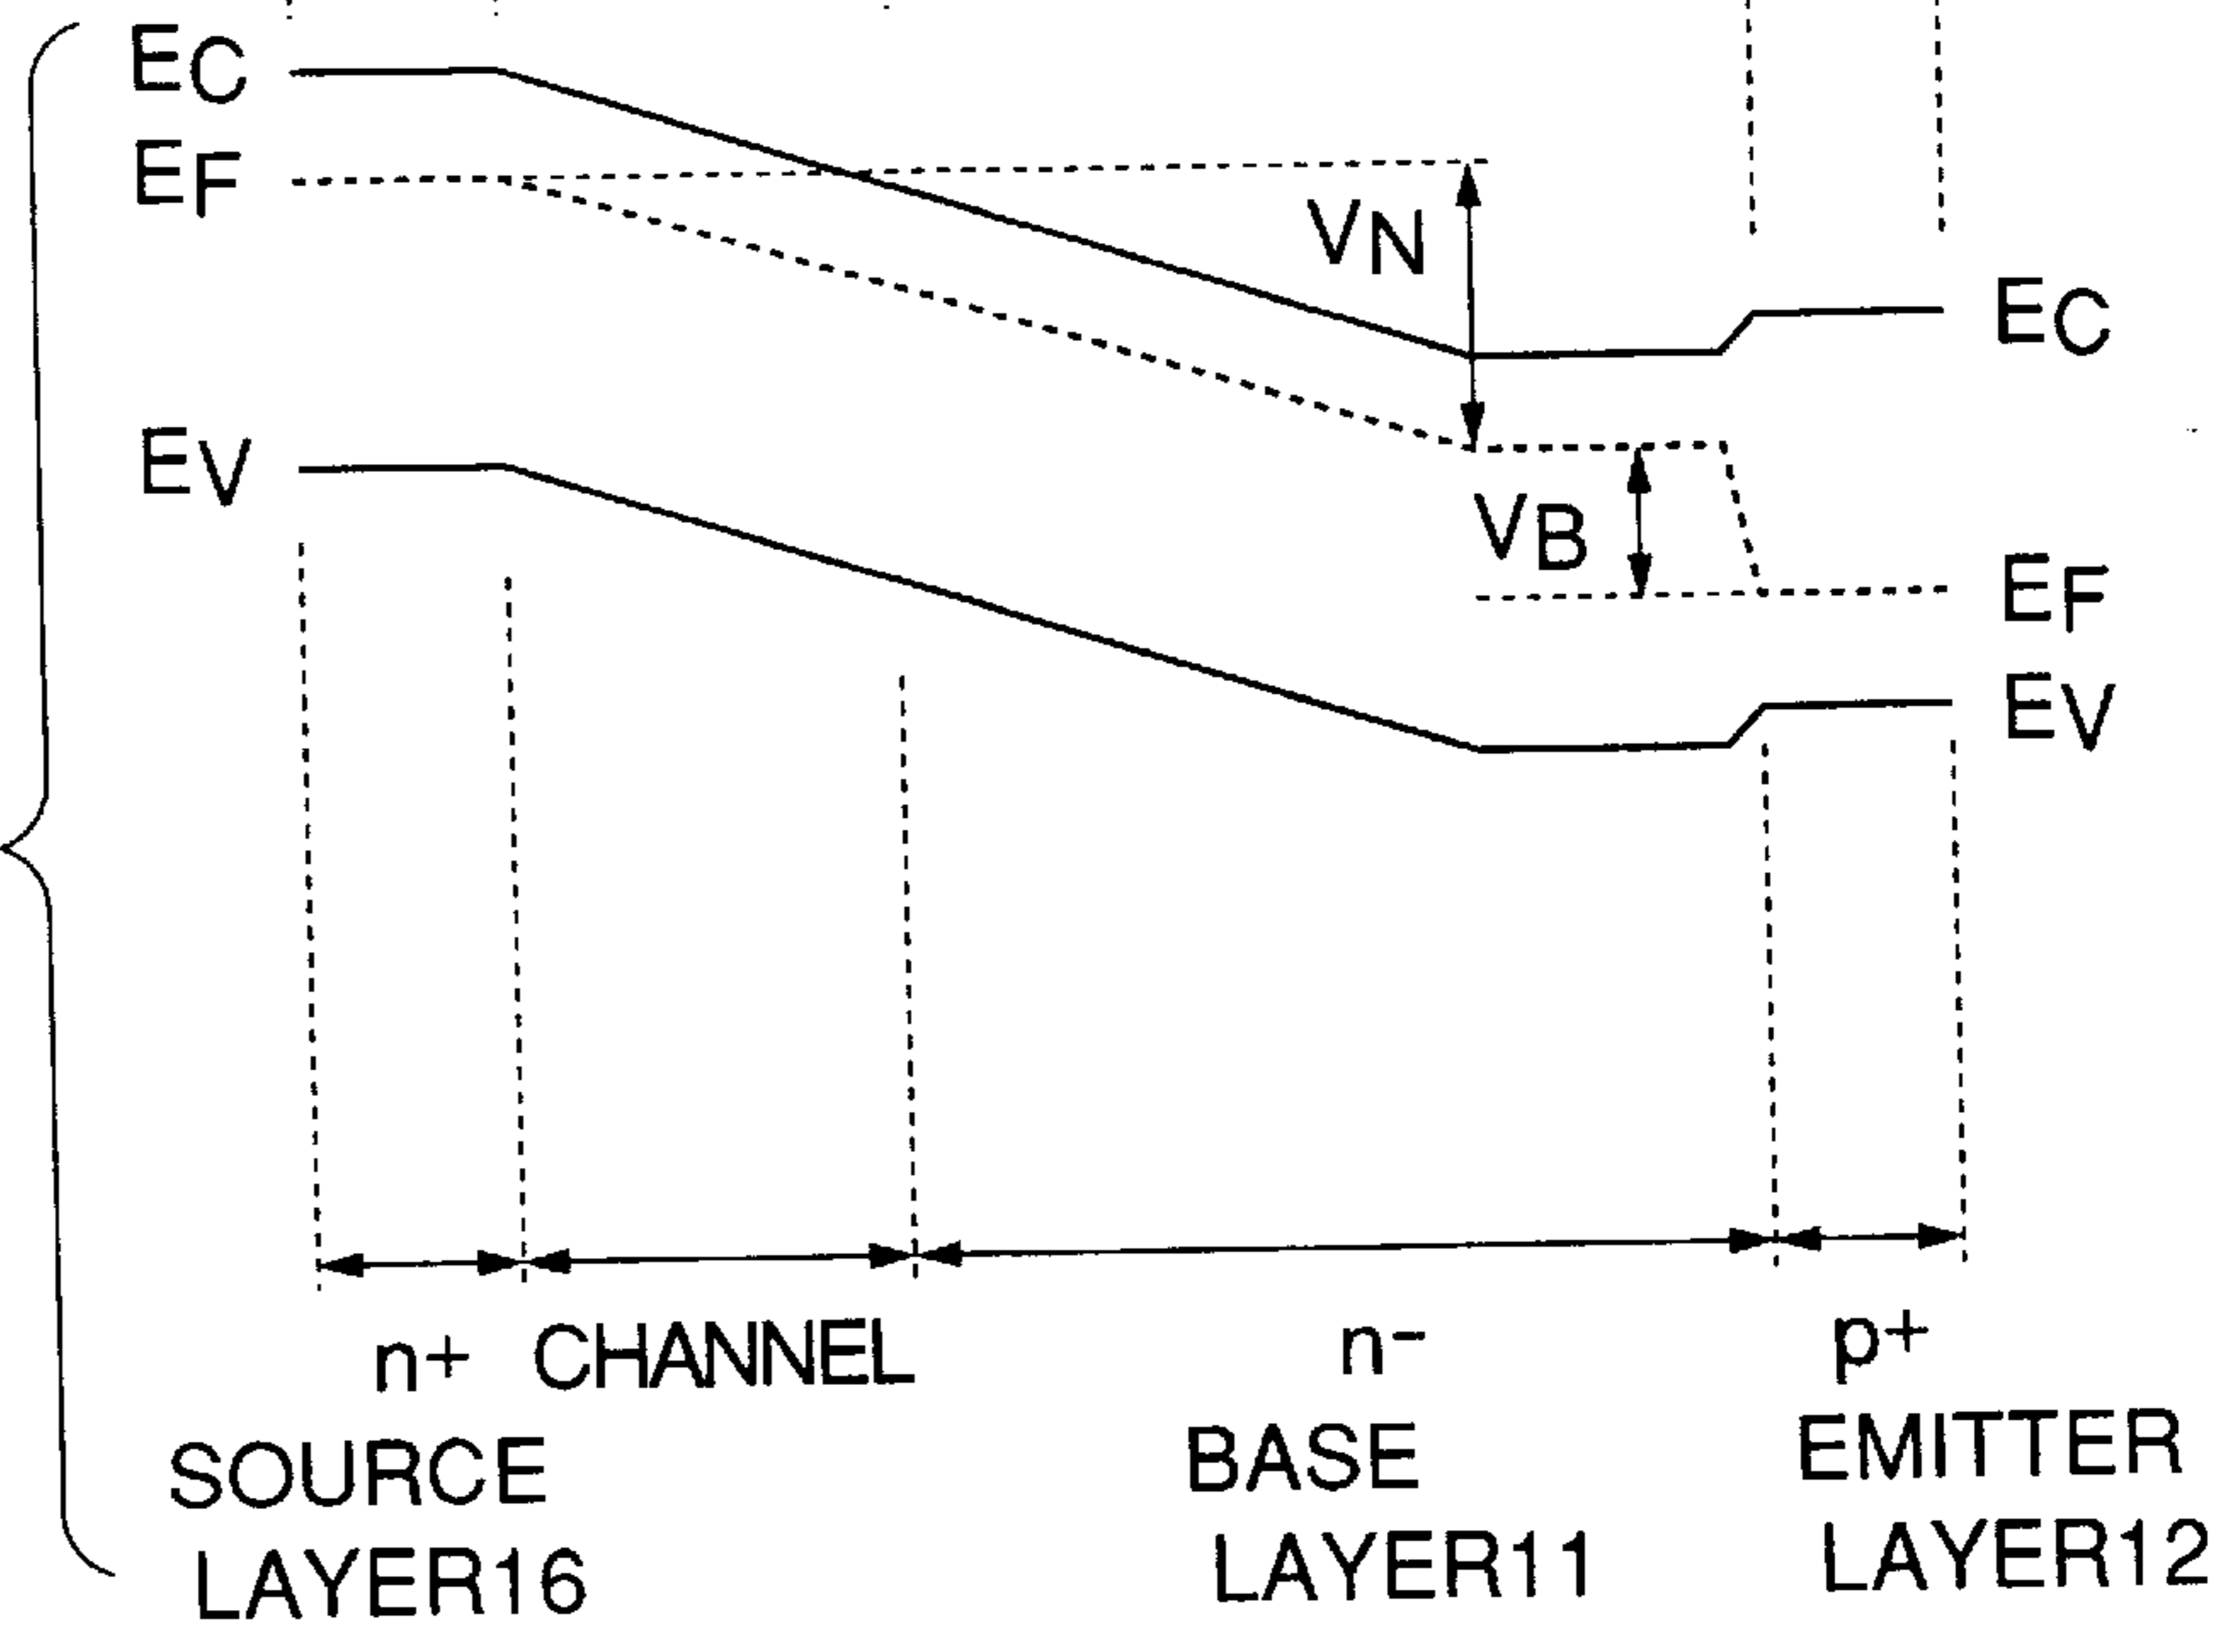 EC
EF
EV
VN
VB
EC
EF
EV
n+ CHANNEL
n-
p+
SOURCE
LAYER16
BASE
LAYER11
EMITTER
LAYER12